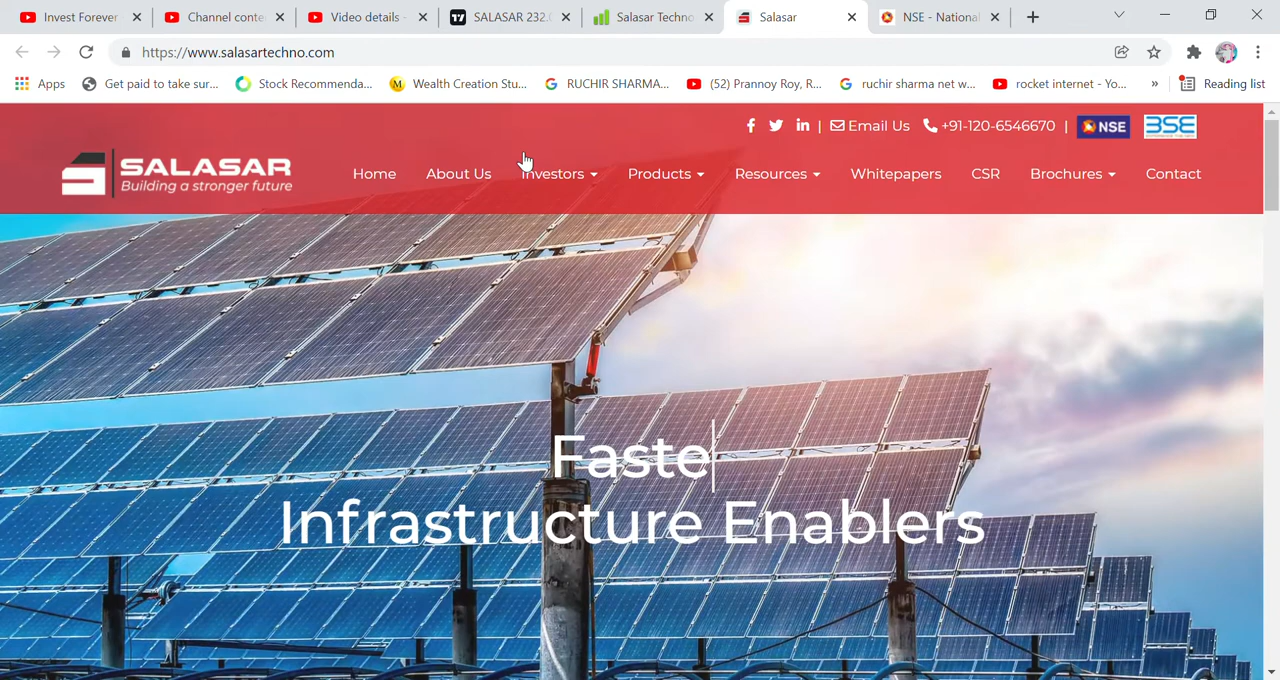 Invest Forever
Channel conte
Video details -
SALASAR 232.
Salasar Techno
Salasar
NSE - National
https://www.salasartechno.com
Apps
Get paid to take sur...
Stock Recommenda...
M Wealth Creation Stu...
RUCHIR SHARMA...
(52) Prannoy Roy, R...
ruchir sharma net w...
rocket internet - Yo...
»
Reading list
Email Us
+91-120-6546670
NSE
BSE
SALASAR
Building a stronger future
Home
About Us
Investors
Products
Resources
Whitepapers
CSR
Brochures
Contact
Faste
Infrastructure Enablers